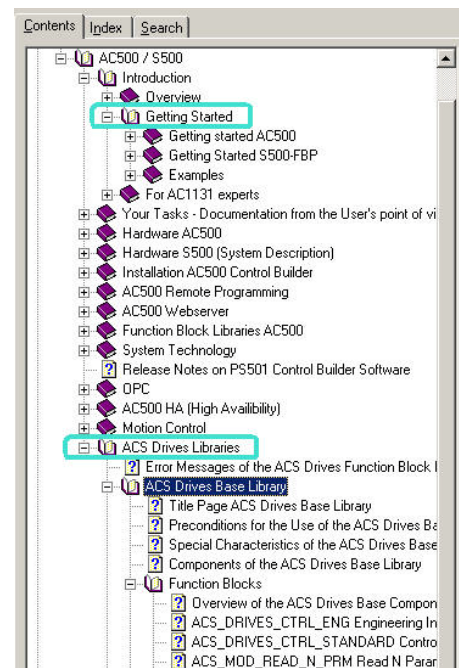 Contents Index Search
AC500 / S500
Introduction
Overview
Getting Started
Getting started AC500
Getting Started S500-FBP
Examples
For AC1131 experts
Your Tasks - Documentation from the User's point of vi
Hardware AC500
Hardware S500 (System Description)
Installation AC500 Control Builder
AC500 Remote Programming
AC500 Webserver
Function Block Libraries AC500
System Technology
Release Notes on PS501 Control Builder Software
OPC
AC500 HA (High Availibility)
Motion Control
ACS Drives Libraries
Error Messages of the ACS Drives Function Block l
ACS Drives Base Library
Title Page ACS Drives Base Library
Preconditions for the Use of the ACS Drives Ba
Special Characteristics of the ACS Drives Base
Components of the ACS Drives Base Library
Function Blocks
Overview of the ACS Drives Base Compon
ACS_DRIVES_CTRL_ENG Engineering In
ACS_DRIVES_CTRL_STANDARD Contro
ACS_MOD_READ_N_PRM Read N Parar